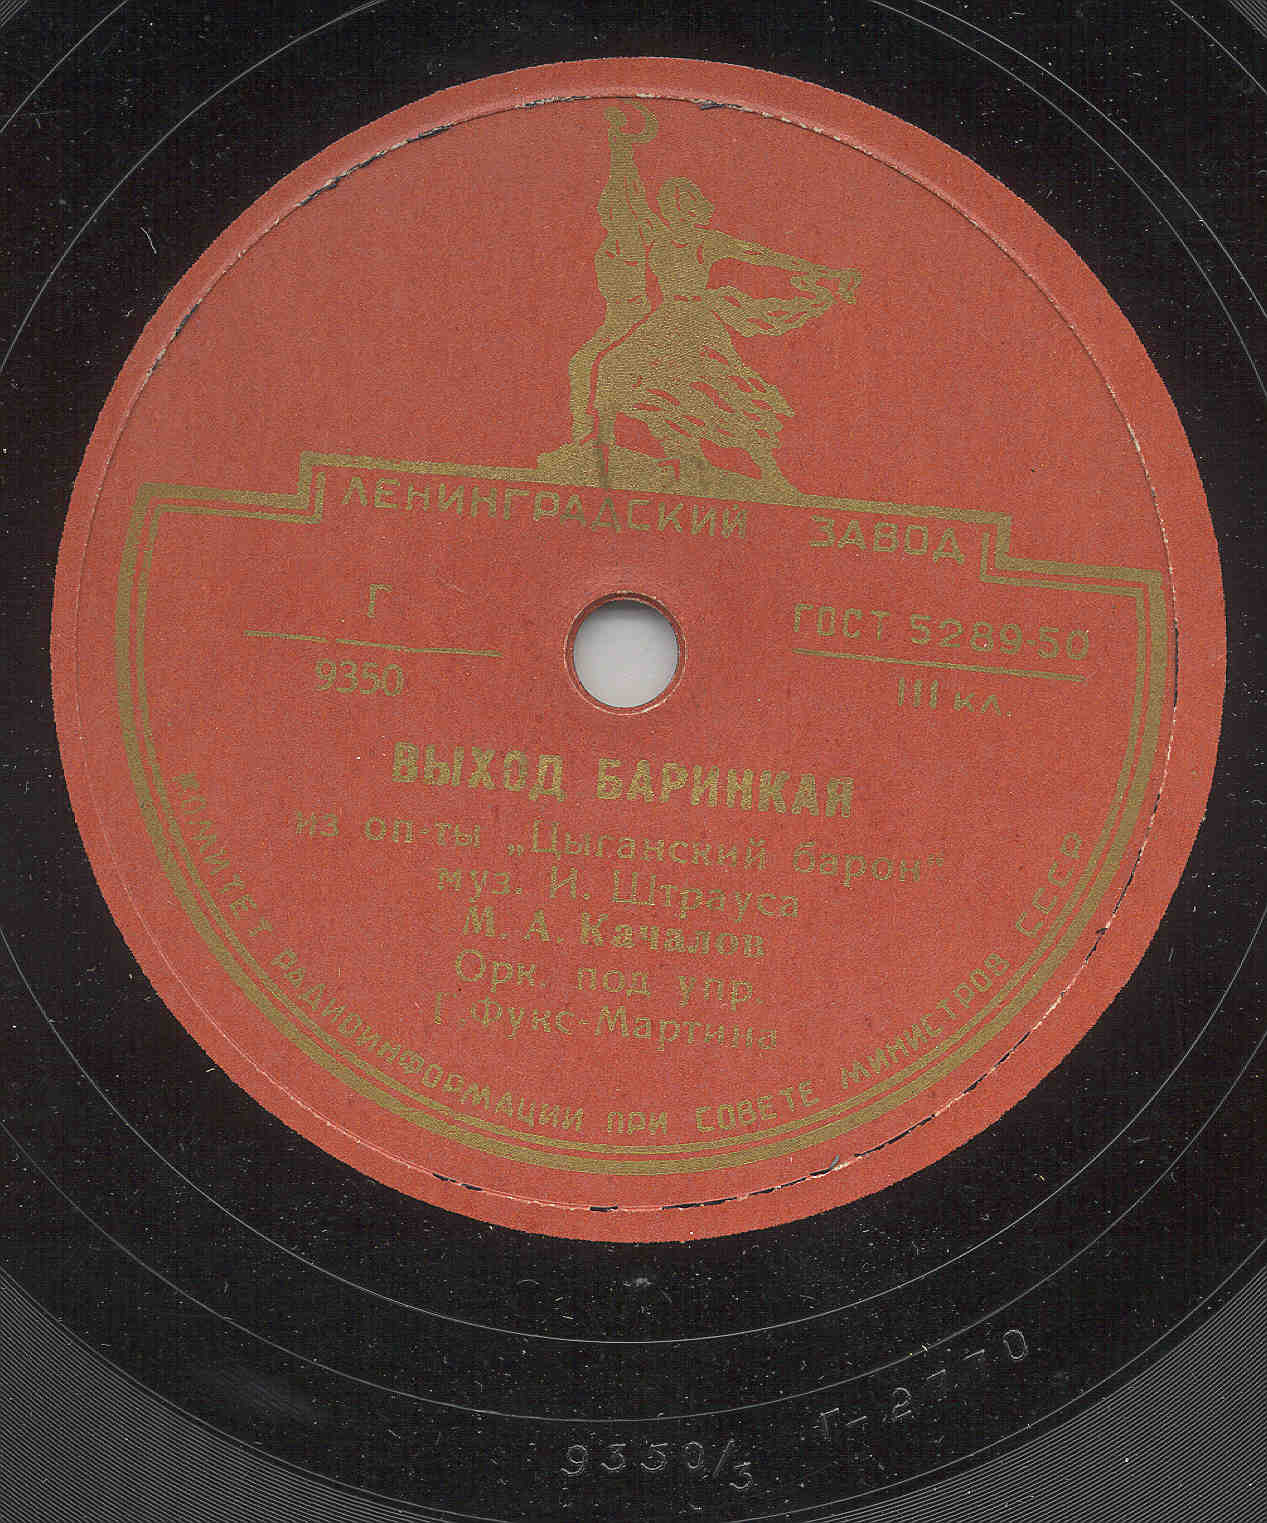 ЛЕНИНГРАДСКИЙ ЗАВОД
Г
9350
ГОСТ 5289-50
III кл.
ВЫХОД БАРИНКАЯ
из оп-ты „Цыганский барон"
муз. И. Штрауса
М. А. Качалов
Орк. под упр.
Г. Фукс-Мартина
КОМИТЕТ РАДИОИНФОРМАЦИИ ПРИ СОВЕТЕ МИНИСТРОВ СССР
9350/3